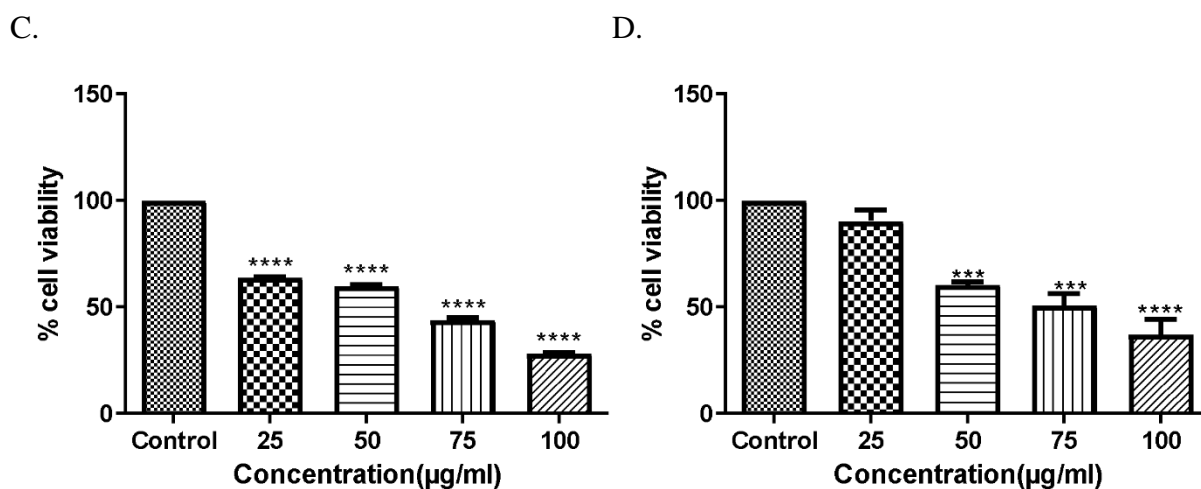 C.
D.
150
100
50
0
% cell viability
****
****
****
****
Control 25 50 75 100
Concentration(µg/ml)
150
100
50
0
% cell viability
***
***
****
Control 25 50 75 100
Concentration(µg/ml)